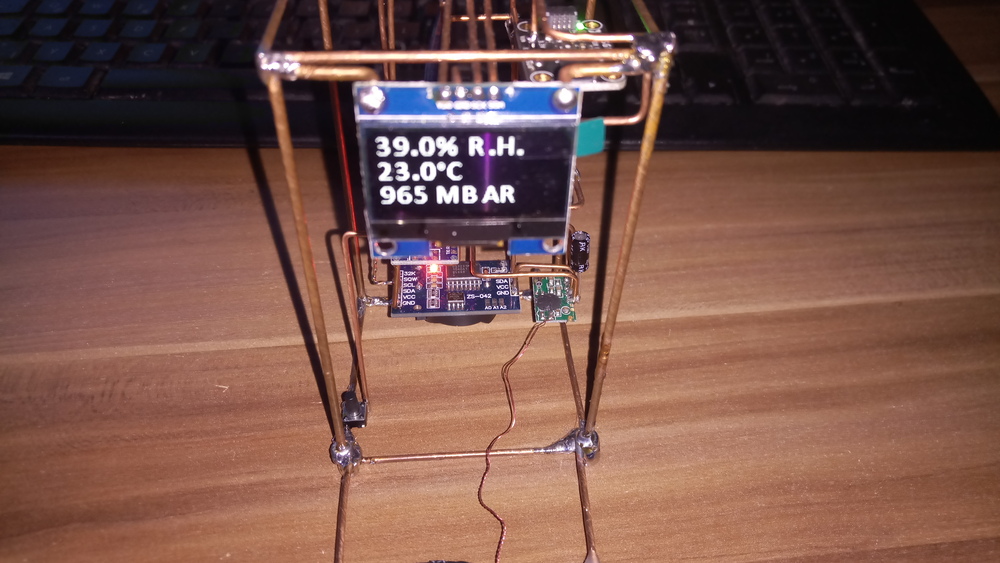 39.0% R.H.
23.0°C
965 MBAR
32K
SQW
SCL
SDA
VCC
GND
ZS-042
SDA
VCC
GND
A0 A1 A2